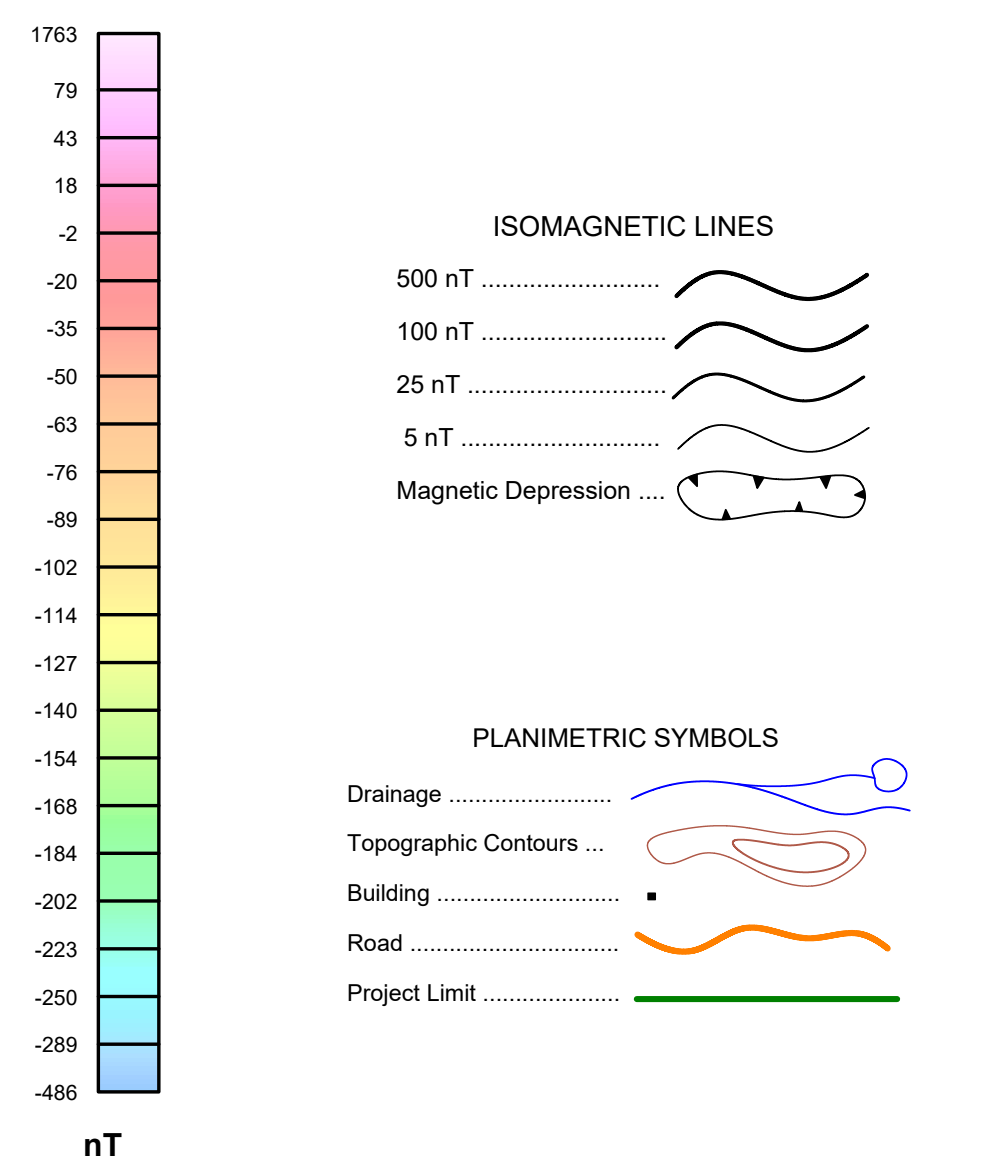 1763
79
43
18
-2
-20
-35
-50
-63
-76
-89
-102
-114
-127
-140
-154
-168
-184
-202
-223
-250
-289
-486
nT
ISOMAGNETIC LINES
500 nT ..........................
100 nT ...........................
25 nT .............................
5 nT .............................
Magnetic Depression ....
PLANIMETRIC SYMBOLS
Drainage .........................
Topographic Contours ...
Building ............................
Road ................................
Project Limit .....................